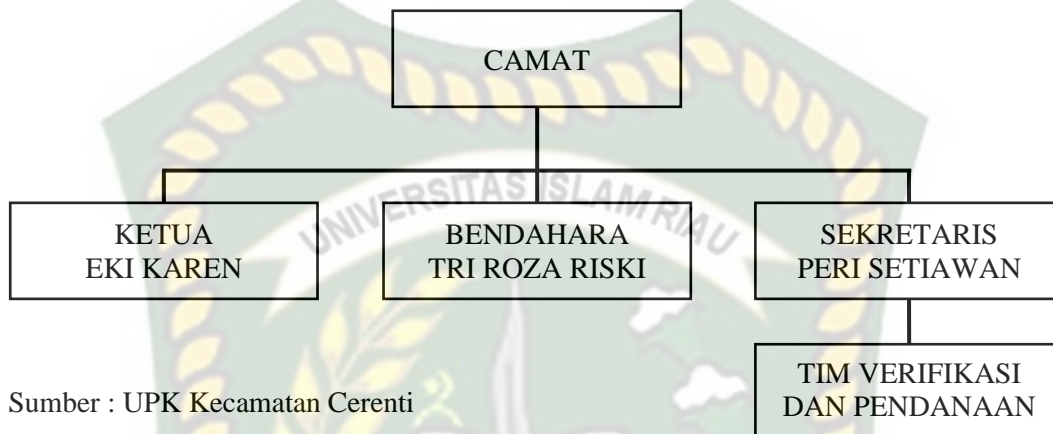 CAMAT
UNIVERSITAS ISLAM RIAU
KETUA
EKI KAREN
BENDAHARA
TRI ROZA RISKI
SEKRETARIS
PERI SETIAWAN
TIM VERIFIKASI
DAN PENDANAAN
Sumber : UPK Kecamatan Cerenti